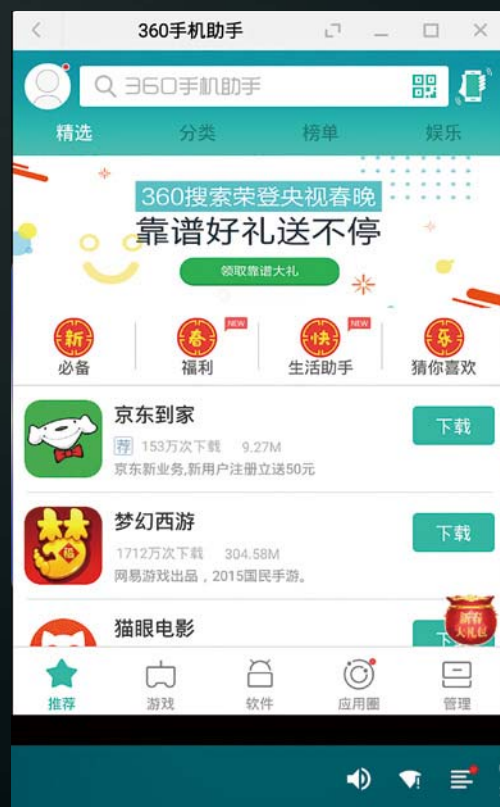 360手机助手
360手机助手
精选 分类 榜单 娱乐
360搜索荣登央视春晚
靠谱好礼送不停
领取靠谱大礼
新 春 NEW 快 NEW 乐
必备 福利 生活助手 猜你喜欢
京东到家
荐 153万次下载 9.27M
京东新业务,新用户注册立送50元
下载
梦幻西游
1712万次下载 304.58M
网易游戏出品，2015国民手游。
下载
猫眼电影
新春
大礼包
推荐 游戏 软件 应用圈 管理